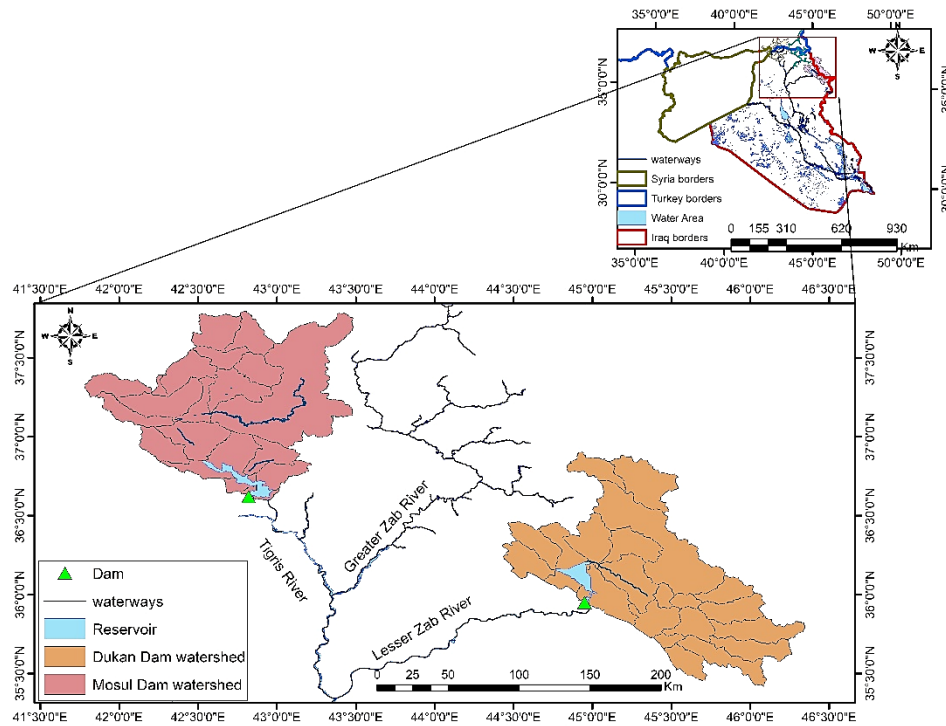 35°0'0"E 40°0'0"E 45°0'0"E 50°0'0"E
N
W E
S
35°0'0"N
35°0'0"N
30°0'0"N
30°0'0"N
waterways
Syria borders
Turkey borders
Water Area
Iraq borders
0 155 310 620 930
Km
35°0'0"E 40°0'0"E 45°0'0"E 50°0'0"E
41°30'0"E 42°0'0"E 42°30'0"E 43°0'0"E 43°30'0"E 44°0'0"E 44°30'0"E 45°0'0"E 45°30'0"E 46°0'0"E 46°30'0"E
N
W E
S
37°30'0"N
37°30'0"N
37°0'0"N
37°0'0"N
36°30'0"N
36°30'0"N
36°0'0"N
36°0'0"N
35°30'0"N
35°30'0"N
Tigris River
Greater Zab River
Lesser Zab River
Dam
waterways
Reservoir
Dukan Dam watershed
Mosul Dam watershed
0 25 50 100 150 200
Km
41°30'0"E 42°0'0"E 42°30'0"E 43°0'0"E 43°30'0"E 44°0'0"E 44°30'0"E 45°0'0"E 45°30'0"E 46°0'0"E 46°30'0"E